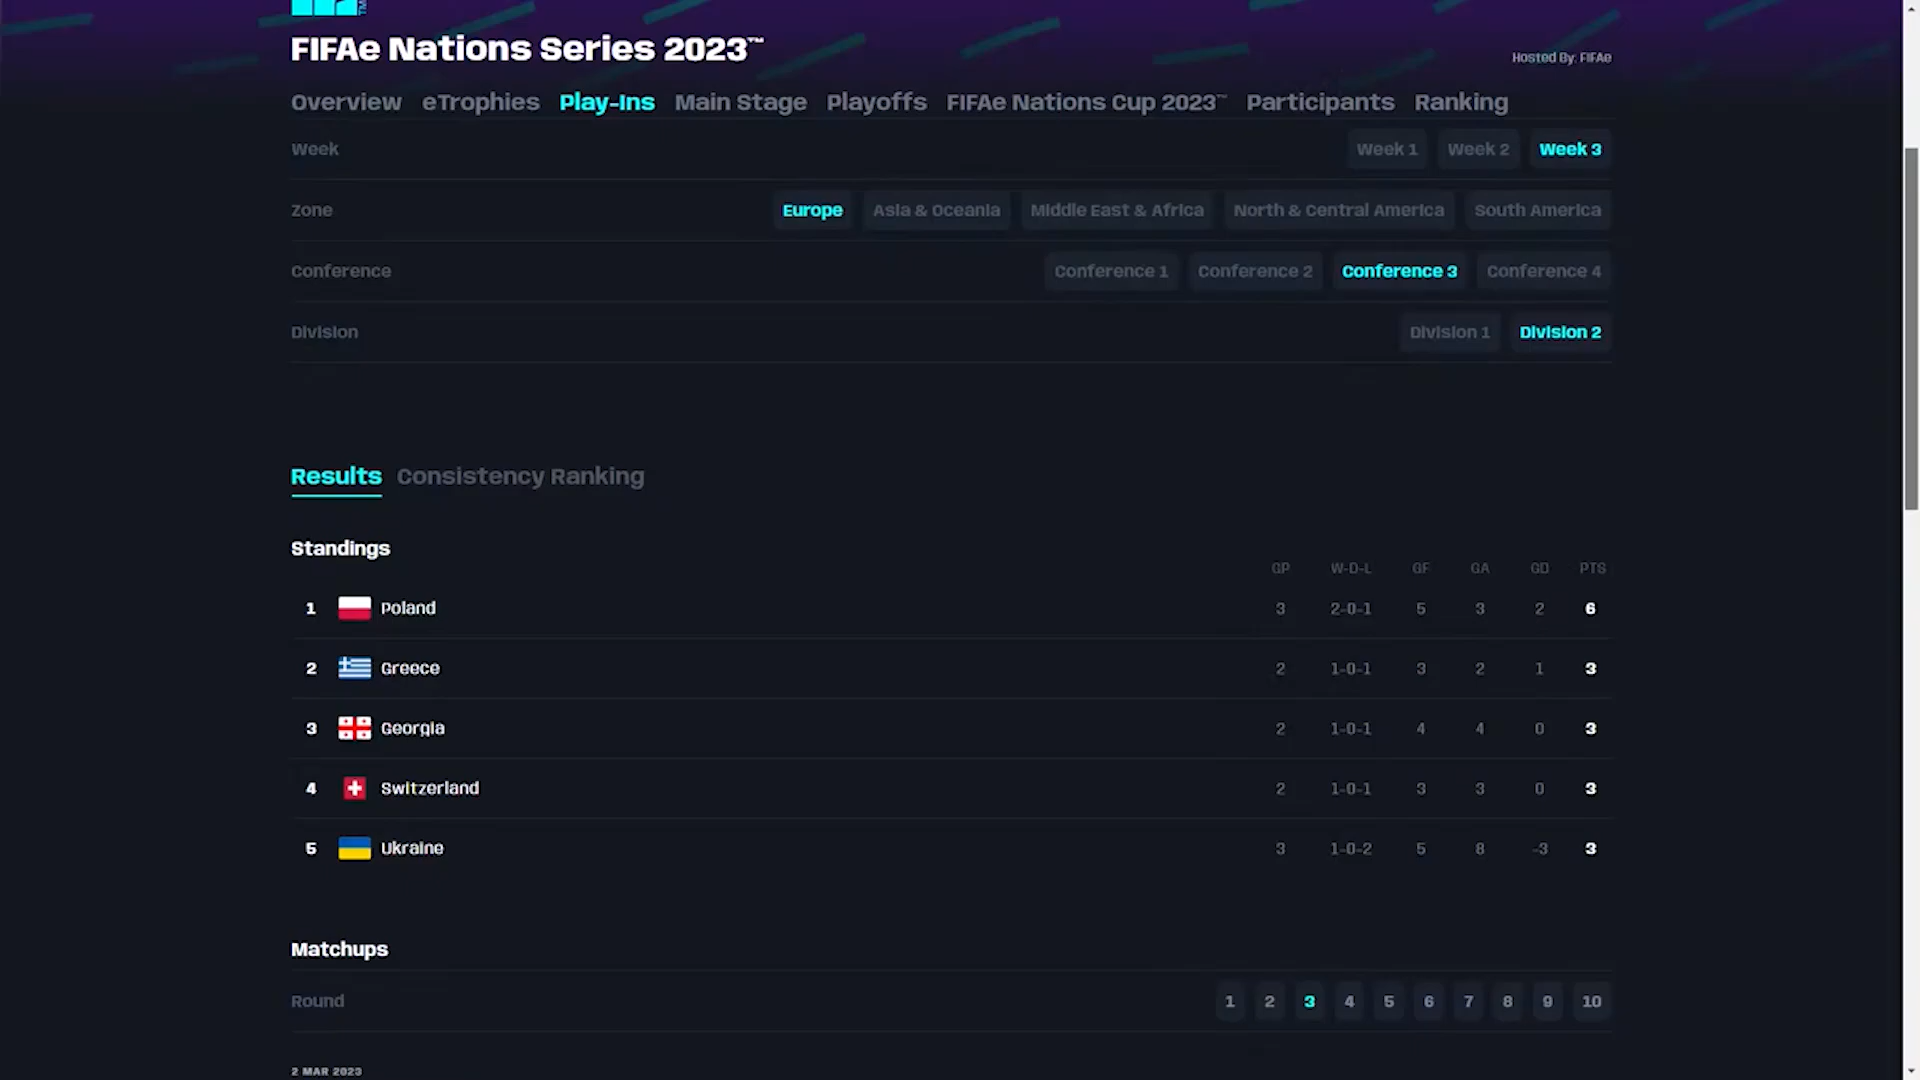 TM
FIFAe Nations Series 2023™
Hosted By: FIFAe
Overview eTrophies Play-Ins Main Stage Playoffs FIFAe Nations Cup 2023™ Participants Ranking
Week Week 1 Week 2 Week 3
Zone Europe Asia & Oceania Middle East & Africa North & Central America South America
Conference Conference 1 Conference 2 Conference 3 Conference 4
Division Division 1 Division 2
Results Consistency Ranking
Standings
GP W-D-L GF GA GD PTS
1 Poland 3 2-0-1 5 3 2 6
2 Greece 2 1-0-1 3 2 1 3
3 Georgia 2 1-0-1 4 4 0 3
4 Switzerland 2 1-0-1 3 3 0 3
5 Ukraine 3 1-0-2 5 8 -3 3
Matchups
Round 1 2 3 4 5 6 7 8 9 10
2 MAR 2023